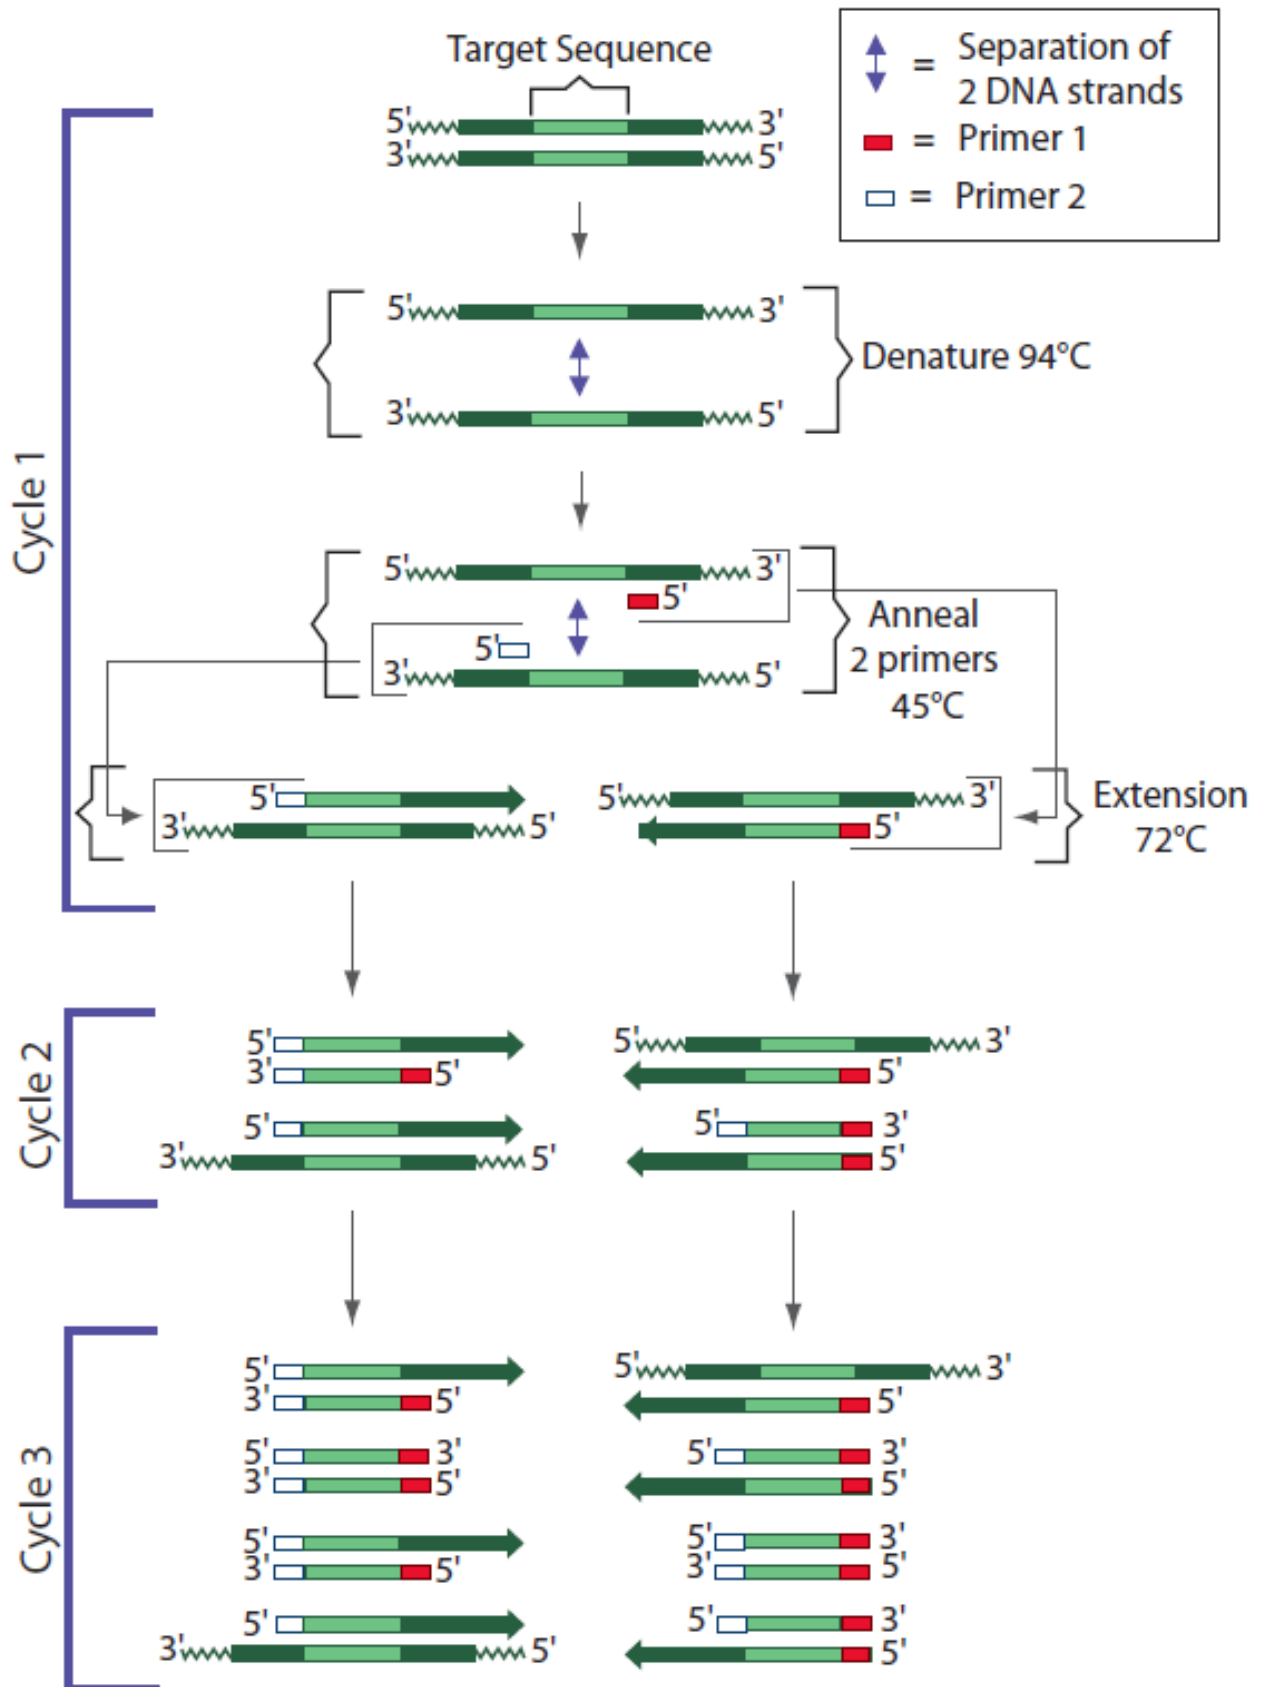 Target Sequence
= Separation of
2 DNA strands
= Primer 1
= Primer 2
5' 3'
3' 5'
Cycle 1
5' 3'
Denature 94°C
3' 5'
5' 3'
5'
Anneal
2 primers
45°C
5'
3' 5'
5' 5' 3'
3' 5' 5'
Extension
72°C
Cycle 2
5' 5' 3'
3' 5' 5'
5' 5' 3'
3' 5' 5'
Cycle 3
5' 5' 3'
3' 5' 5'
5' 3' 5' 3'
3' 5' 5'
5' 5' 3'
3' 5' 3' 5'
5' 5' 3'
3' 5' 5'